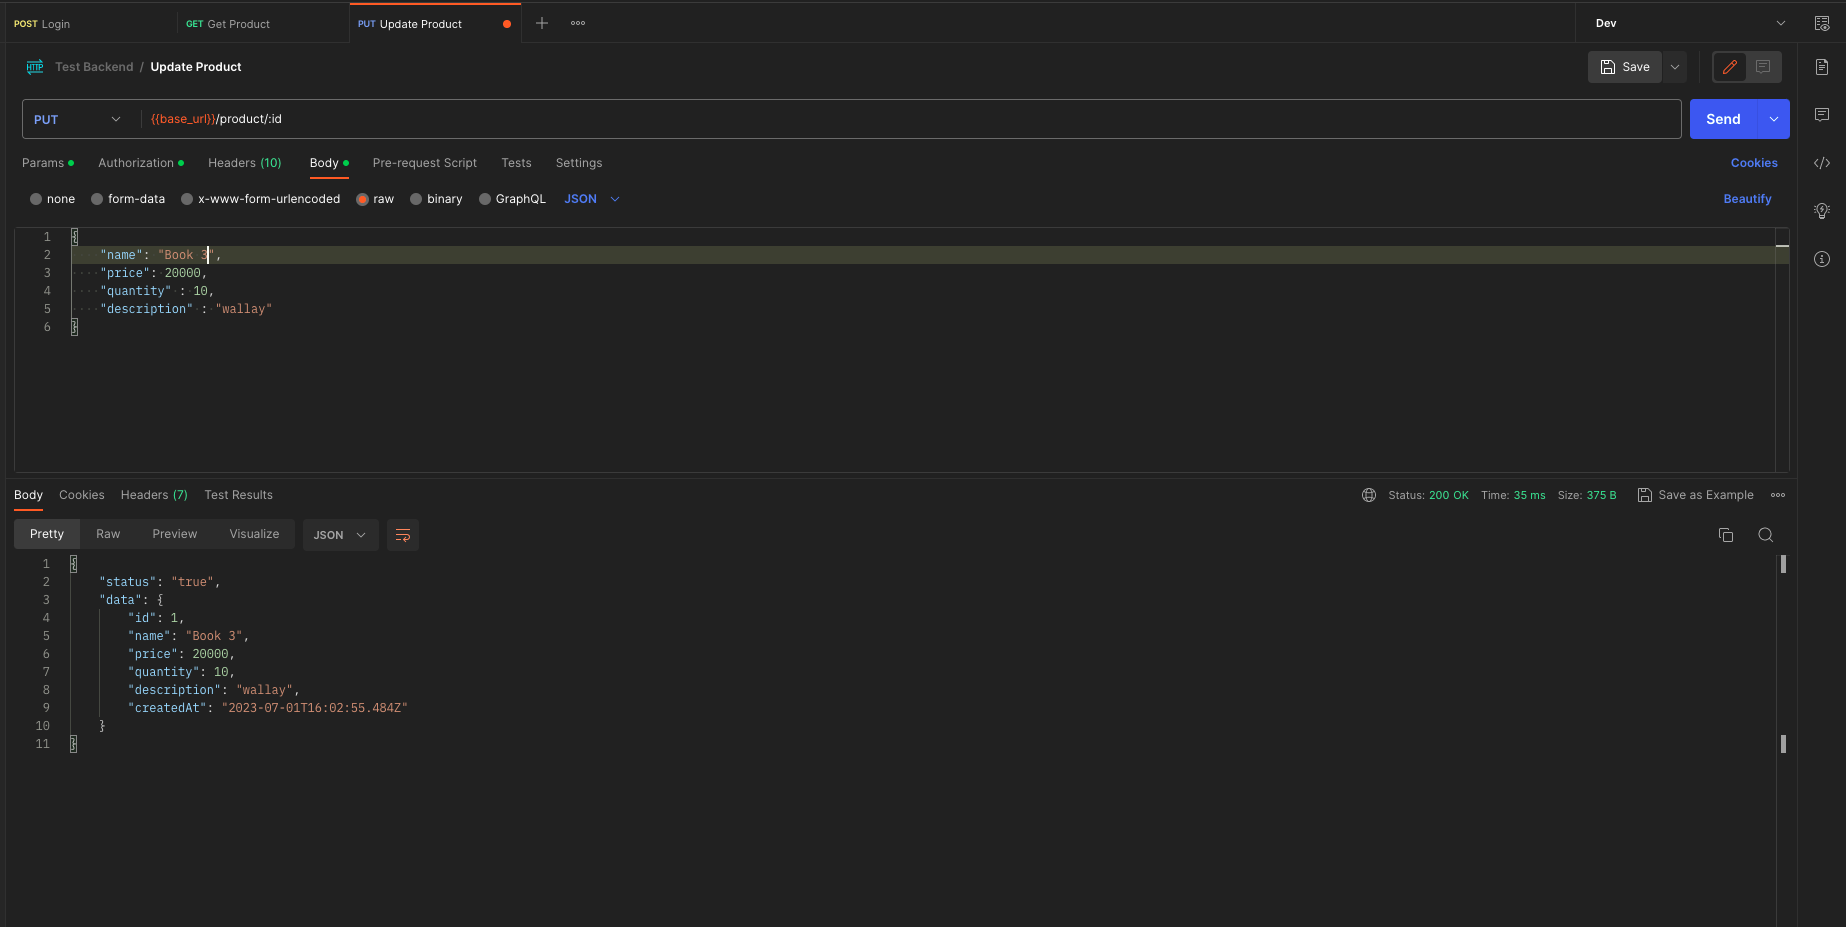 POST Login
GET Get Product
PUT Update Product
Dev
HTTP Test Backend / Update Product
Save
PUT {{base_url}}/product/:id
Send
Params Authorization Headers (10) Body Pre-request Script Tests Settings
Cookies
none form-data x-www-form-urlencoded raw binary GraphQL JSON
Beautify
1 {
2 "name": "Book 3",
3 "price": 20000,
4 "quantity" : 10,
5 "description" : "wallay"
6 }
Body Cookies Headers (7) Test Results
Status: 200 OK Time: 35 ms Size: 375 B Save as Example
Pretty Raw Preview Visualize JSON
1 {
2 "status": "true",
3 "data": {
4 "id": 1,
5 "name": "Book 3",
6 "price": 20000,
7 "quantity": 10,
8 "description": "wallay",
9 "createdAt": "2023-07-01T16:02:55.484Z"
10 }
11 }